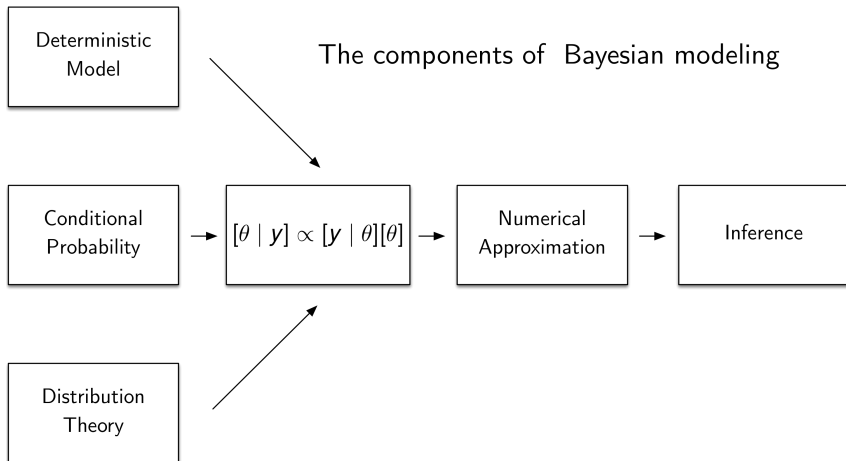 The components of Bayesian modeling
Deterministic
Model
Conditional
Probability
[θ | y] ∝ [y | θ][θ]
Numerical
Approximation
Inference
Distribution
Theory